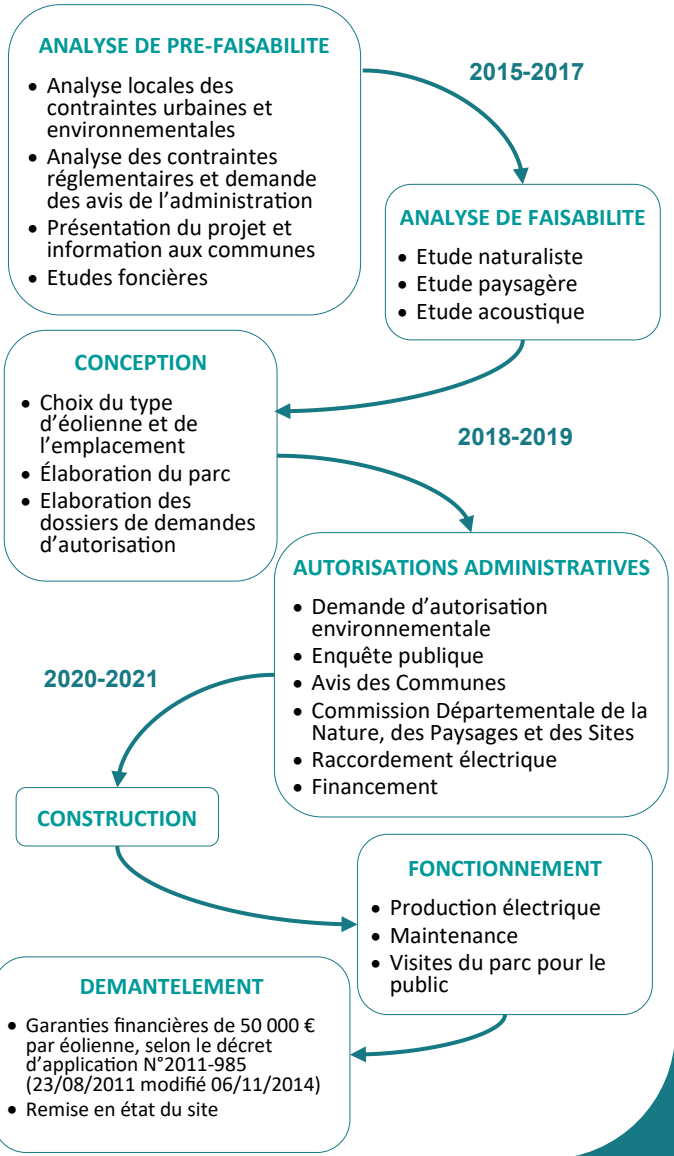 ANALYSE DE PRE-FAISABILITE
• Analyse locales des
contraintes urbaines et
environnementales
• Analyse des contraintes
réglementaires et demande
des avis de l'administration
• Présentation du projet et
information aux communes
• Etudes foncières
2015-2017
ANALYSE DE FAISABILITE
• Etude naturaliste
• Etude paysagère
• Etude acoustique
CONCEPTION
• Choix du type
d'éolienne et de
l'emplacement
• Élaboration du parc
• Elaboration des
dossiers de demandes
d'autorisation
2018-2019
AUTORISATIONS ADMINISTRATIVES
• Demande d'autorisation
environnementale
• Enquête publique
• Avis des Communes
• Commission Départementale de la
Nature, des Paysages et des Sites
• Raccordement électrique
• Financement
2020-2021
CONSTRUCTION
FONCTIONNEMENT
• Production électrique
• Maintenance
• Visites du parc pour le
public
DEMANTELEMENT
• Garanties financières de 50 000 €
par éolienne, selon le décret
d'application N°2011-985
(23/08/2011 modifié 06/11/2014)
• Remise en état du site